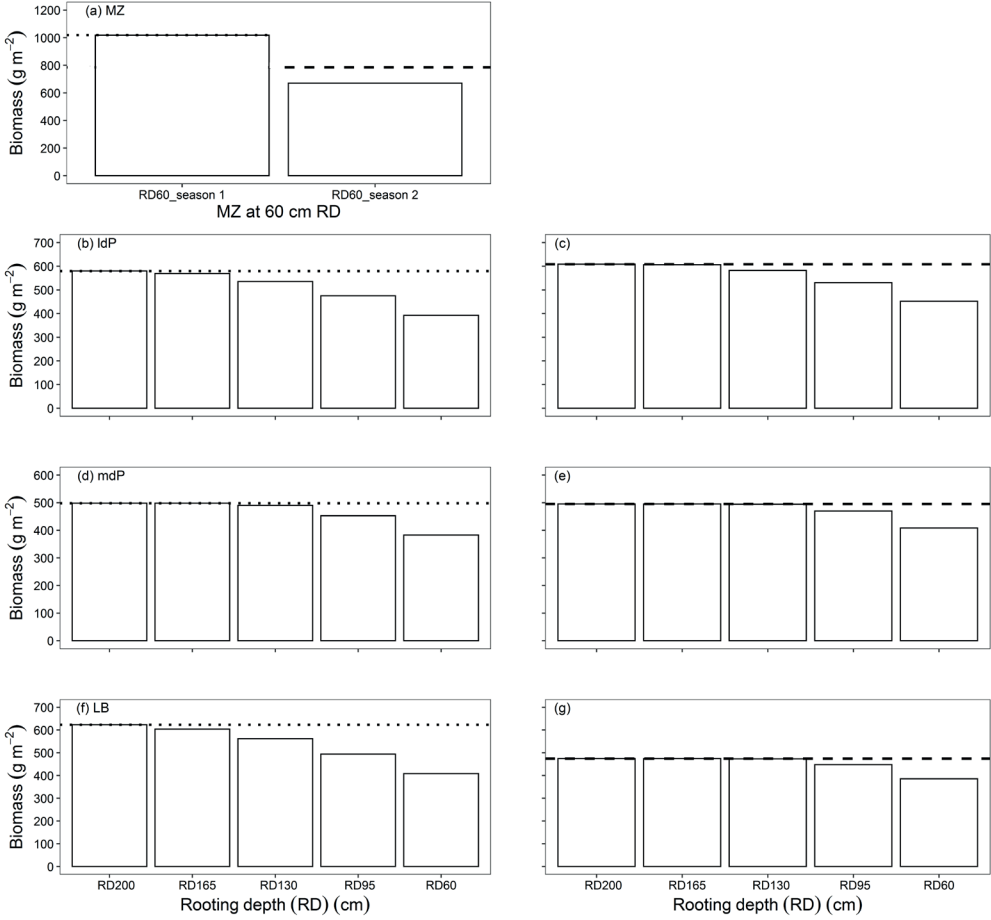 (a) MZ
Biomass (g m−2)
1200
1000
800
600
400
200
0
RD60_season 1
RD60_season 2
MZ at 60 cm RD
(b) ldP
Biomass (g m−2)
700
600
500
400
300
200
100
0
(c)
(d) mdP
Biomass (g m−2)
600
500
400
300
200
100
0
(e)
(f) LB
Biomass (g m−2)
700
600
500
400
300
200
100
0
RD200
RD165
RD130
RD95
RD60
Rooting depth (RD) (cm)
(g)
RD200
RD165
RD130
RD95
RD60
Rooting depth (RD) (cm)